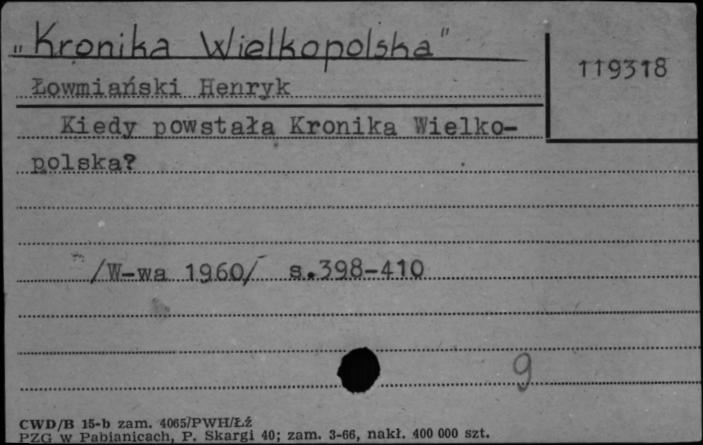 „Kronika Wielkopolska"
119318
Łowmiański Henryk
Kiedy powstała Kronika Wielko-
polska?
/W-wa 1960/ s.398-410
9
CWD/B 15-b zam. 4065/PWH/ŁŹ
PZG w Pabianicach, P. Skargi 40; zam. 3-66, nakł. 400 000 szt.